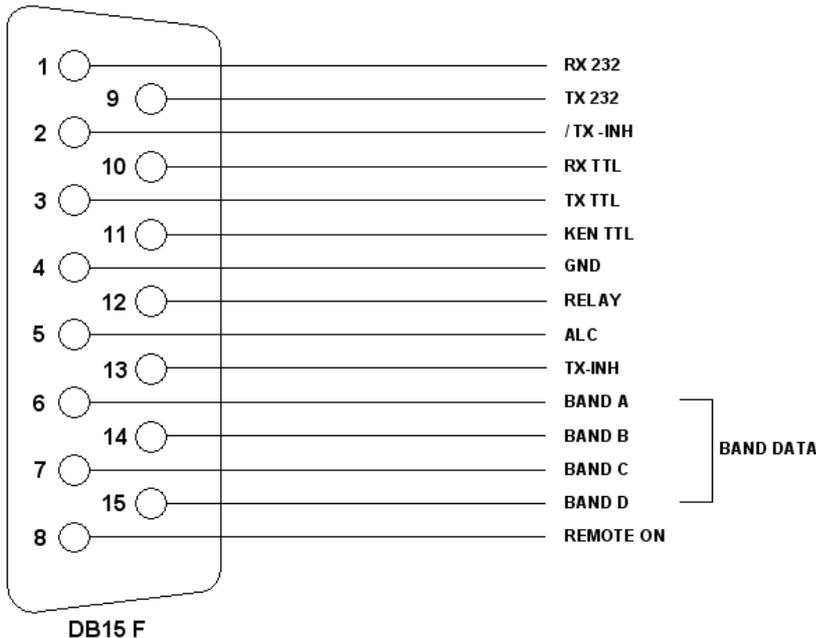 1 RX 232
9 TX 232
2 / TX -INH
10 RX TTL
3 TX TTL
11 KEN TTL
4 GND
12 RELAY
5 ALC
13 TX-INH
6 BAND A
14 BAND B
BAND DATA
7 BAND C
15 BAND D
8 REMOTE ON
DB15 F